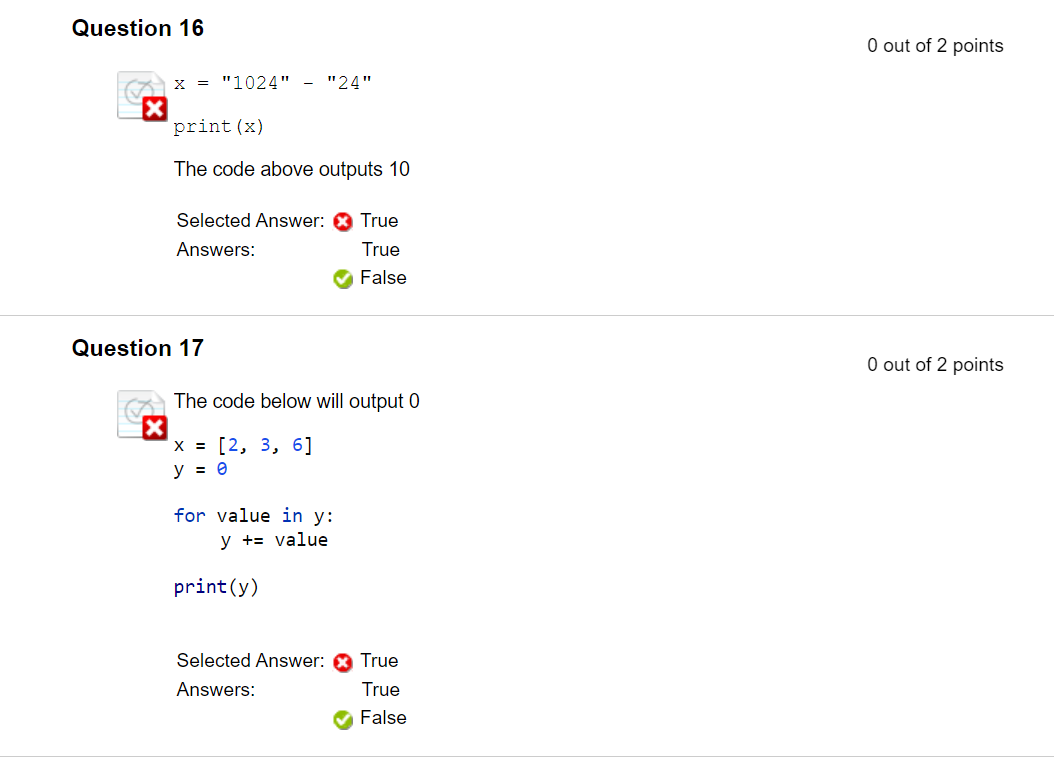 Question 16
0 out of 2 points
x = "1024" - "24"
print(x)
The code above outputs 10
Selected Answer: True
Answers: True
False
Question 17
0 out of 2 points
The code below will output 0
x = [2, 3, 6]
y = 0
for value in y:
    y += value
print(y)
Selected Answer: True
Answers: True
False